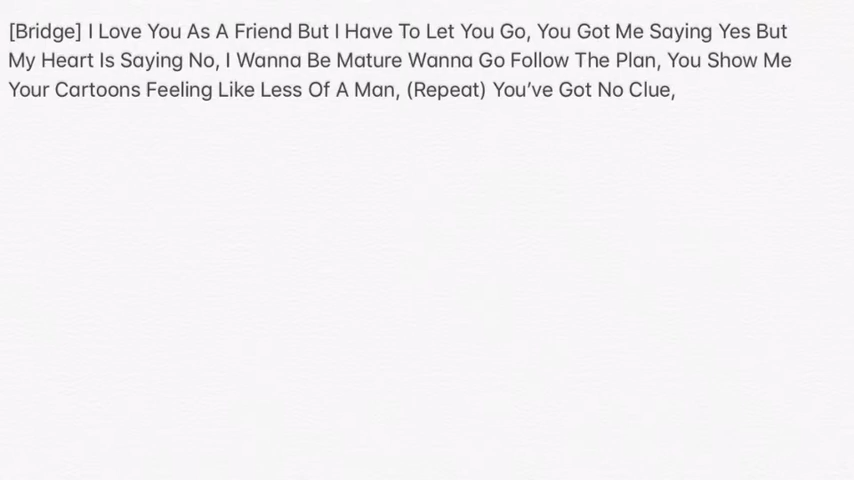 [Bridge] I Love You As A Friend But I Have To Let You Go, You Got Me Saying Yes But
My Heart Is Saying No, I Wanna Be Mature Wanna Go Follow The Plan, You Show Me
Your Cartoons Feeling Like Less Of A Man, (Repeat) You’ve Got No Clue,